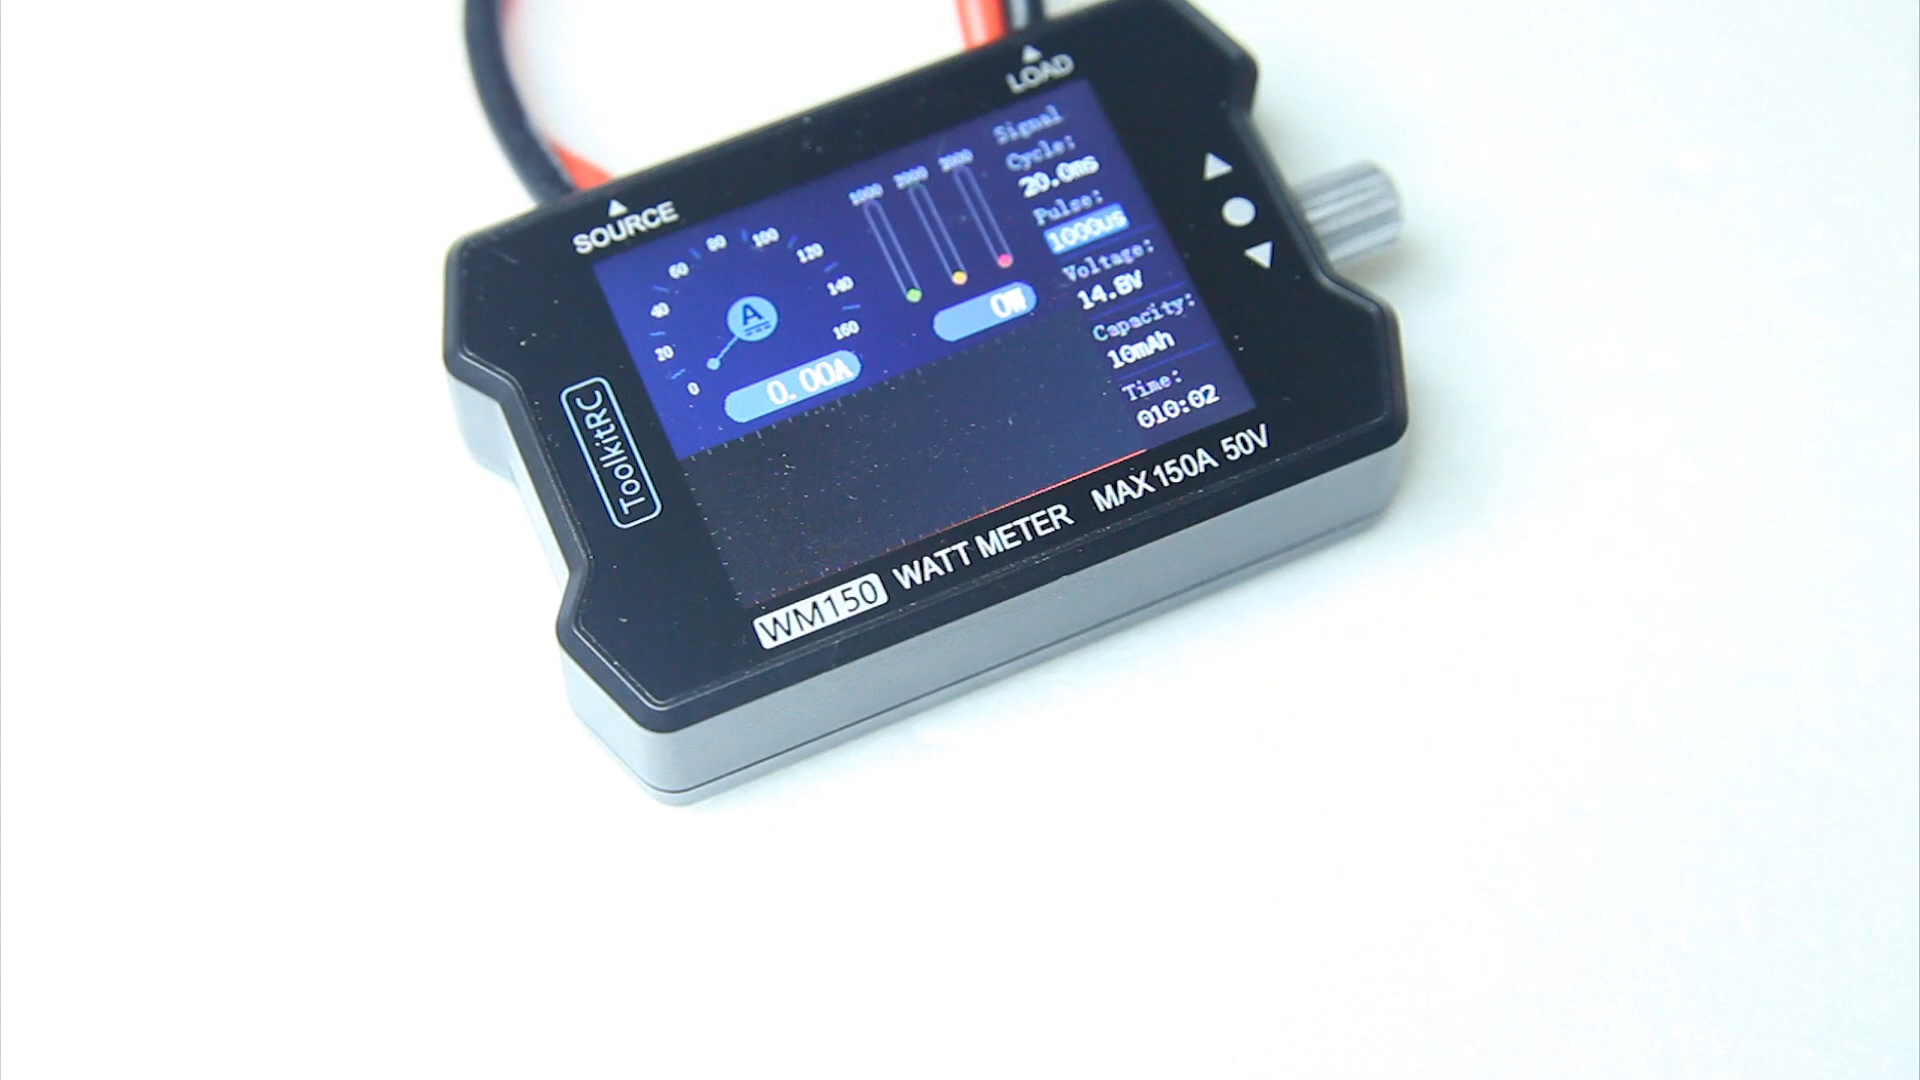 SOURCE
LOAD
0
20
40
60
80
100
120
140
160
A
0.00A
1000
2000
3000
0W
Signal
Cycle:
20.0ms
Pulse:
1000us
Voltage:
14.8V
Capacity:
10mAh
Time:
010:02
ToolkitRC
WM150 WATT METER MAX 150A 50V